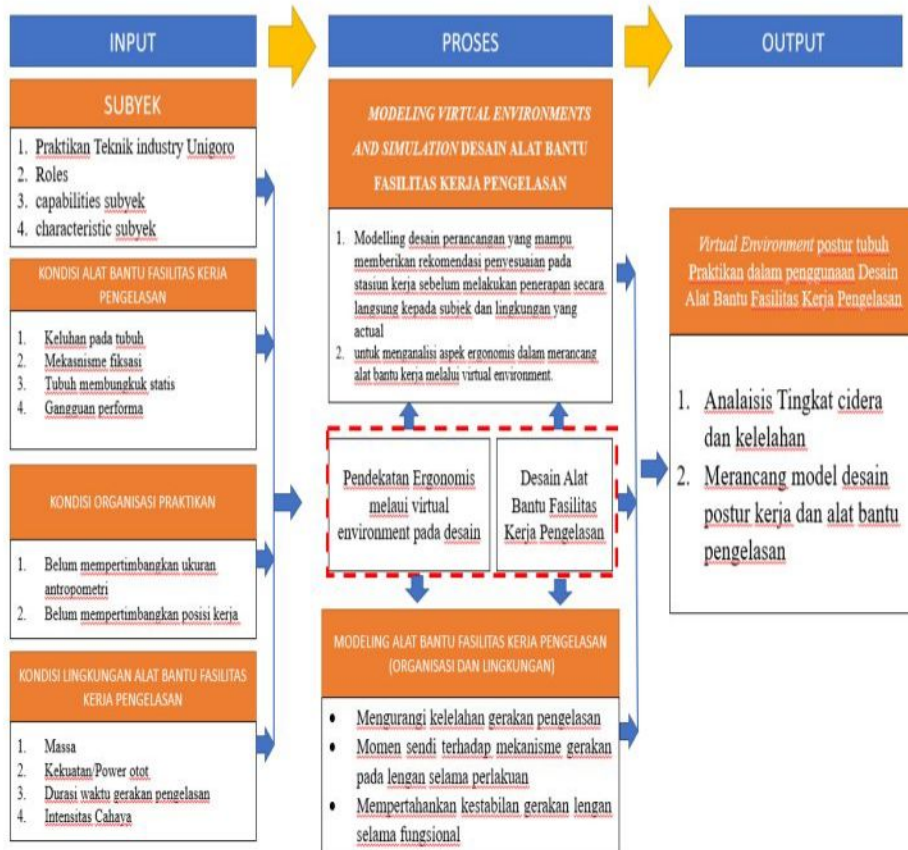 INPUT
SUBYEK
1. Praktikan Teknik industry Unigoro
2. Roles
3. capabilities subyek
4. characteristic subyek
KONDISI ALAT BANTU FASILITAS KERJA
PENGELASAN
1. Keluhan pada tubuh
2. Mekasnisme fiksasi
3. Tubuh membungkuk statis
4. Gangguan performa
KONDISI ORGANISASI PRAKTIKAN
1. Belum mempertimbangkan ukuran
antropometri
2. Belum mempertimbangkan posisi kerja
KONDISI LINGKUNGAN ALAT BANTU FASILITAS
KERJA PENGELASAN
1. Massa
2. Kekuatan/Power otot
3. Durasi waktu gerakan pengelasan
4. Intensitas Cahaya
PROSES
MODELING VIRTUAL ENVIRONMENTS
AND SIMULATION DESAIN ALAT BANTU
FASILITAS KERJA PENGELASAN
1. Modelling desain perancangan yang mampu
memberikan rekomendasi penyesuaian pada
stasiun kerja sebelum melakukan penerapan secara
langsung kepada subjek dan lingkungan yang
actual
2. untuk menganalisi aspek ergonomis dalam merancang
alat bantu kerja melalui virtual environment.
Pendekatan Ergonomis
melaui virtual
environment pada desain
Desain Alat
Bantu Fasilitas
Kerja Pengelasan
MODELING ALAT BANTU FASILITAS KERJA PENGELASAN
(ORGANISASI DAN LINGKUNGAN)
• Mengurangi kelelahan gerakan pengelasan
• Momen sendi terhadap mekanisme gerakan
pada lengan selama perlakuan
• Mempertahankan kestabilan gerakan lengan
selama fungsional
OUTPUT
Virtual Environment postur tubuh
Praktikan dalam penggunaan Desain
Alat Bantu Fasilitas Kerja Pengelasan
1. Analaisis Tingkat cidera
dan kelelahan
2. Merancang model desain
postur kerja dan alat bantu
pengelasan